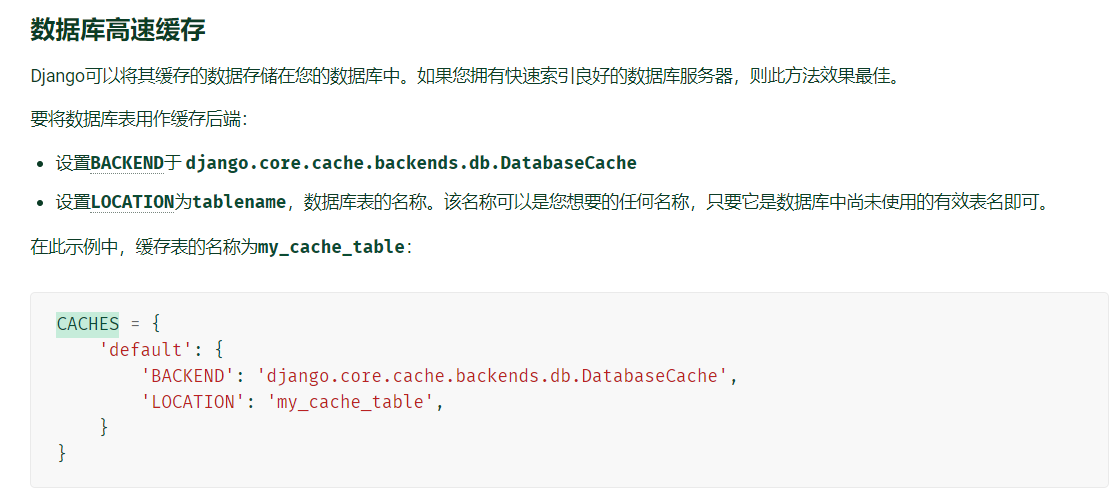 数据库高速缓存
Django可以将其缓存的数据存储在您的数据库中。如果您拥有快速索引良好的数据库服务器，则此方法效果最佳。
要将数据库表用作缓存后端：
• 设置BACKEND于 django.core.cache.backends.db.DatabaseCache
• 设置LOCATION为tablename，数据库表的名称。该名称可以是您想要的任何名称，只要它是数据库中尚未使用的有效表名即可。
在此示例中，缓存表的名称为my_cache_table：
CACHES = {
    'default': {
        'BACKEND': 'django.core.cache.backends.db.DatabaseCache',
        'LOCATION': 'my_cache_table',
    }
}